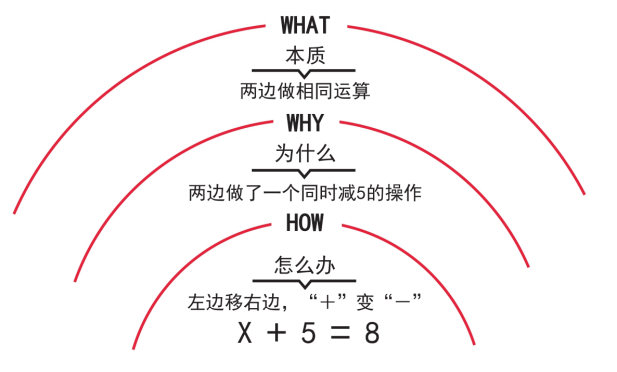 WHAT
本质
两边做相同运算
WHY
为什么
两边做了一个同时减5的操作
HOW
怎么办
左边移右边，“＋”变“－”
X + 5 = 8